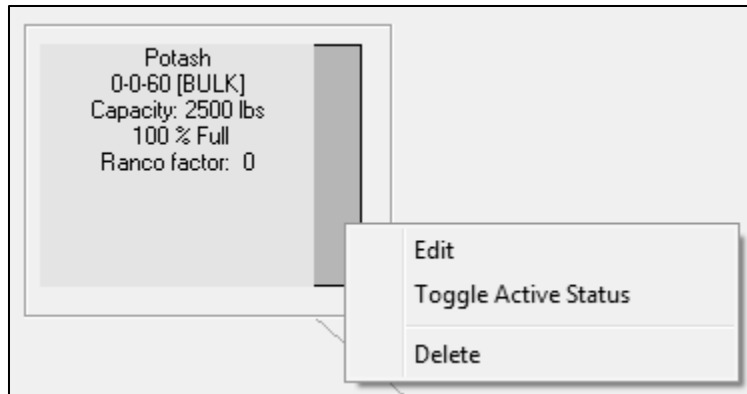 Potash
0-0-60 [BULK]
Capacity: 2500 lbs
100 % Full
Ranco factor:  0
Edit
Toggle Active Status
Delete